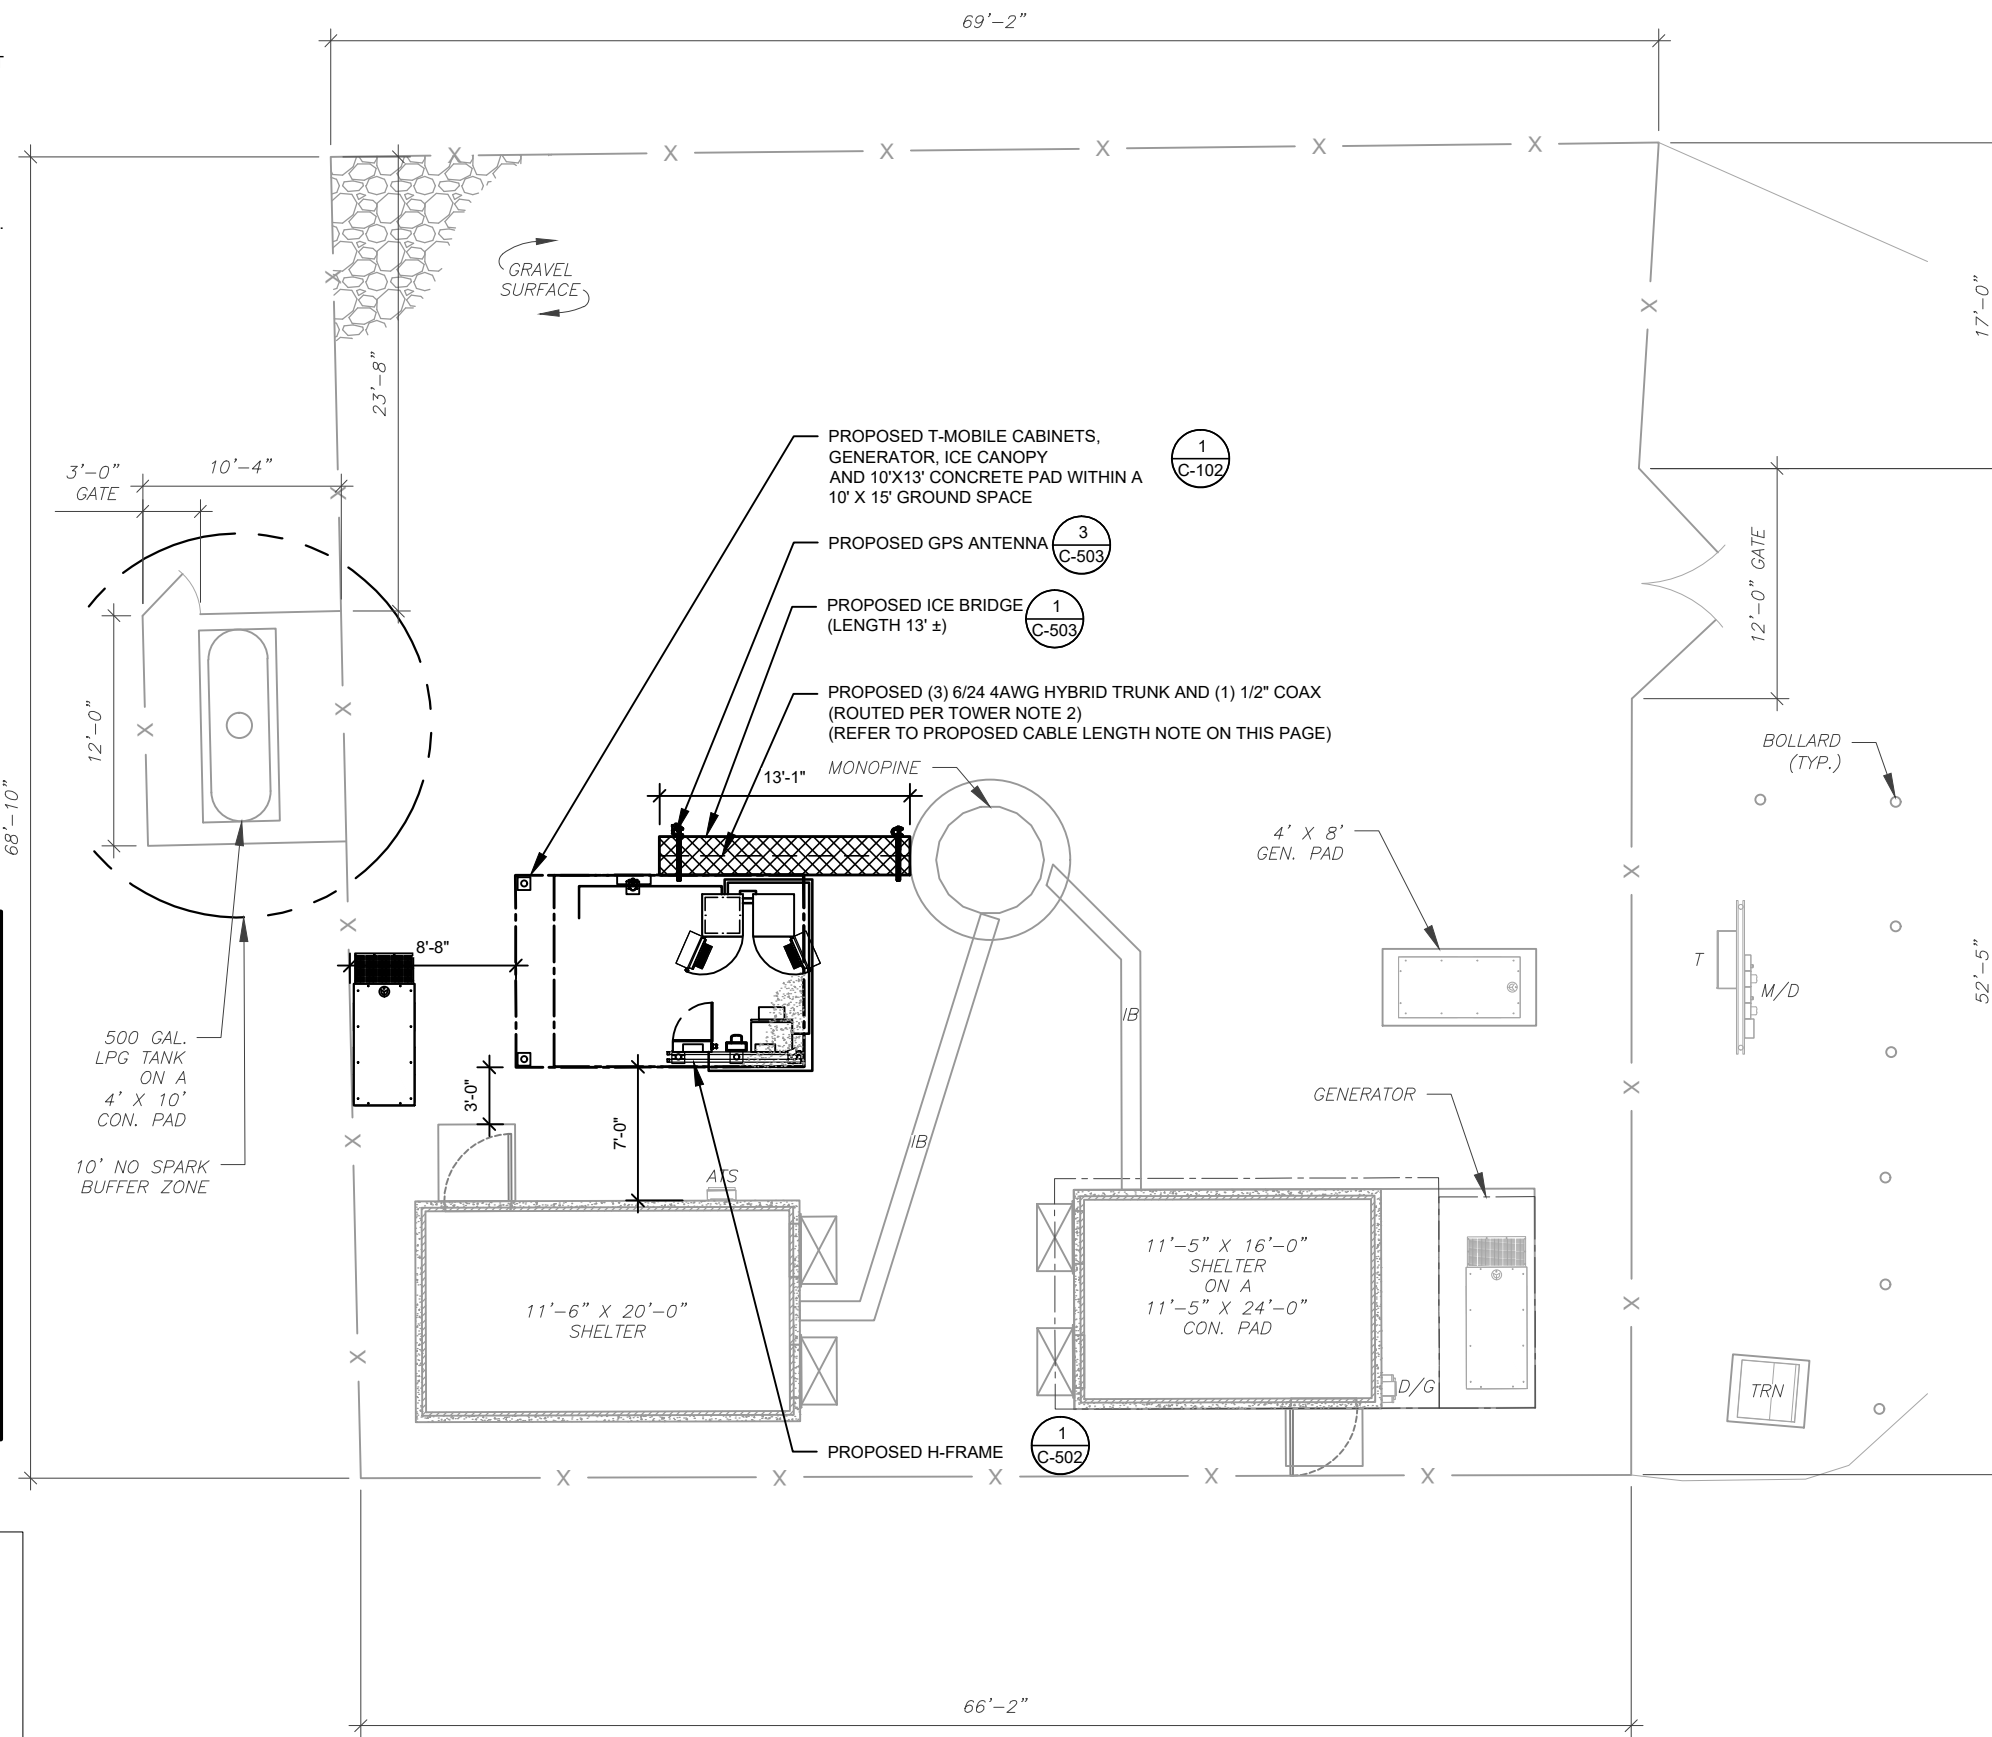 69'-2"
X X X X X X
X
GRAVEL
SURFACE
17'-0"
X
23'-8"
PROPOSED T-MOBILE CABINETS,
GENERATOR, ICE CANOPY
AND 10'X13' CONCRETE PAD WITHIN A
10' X 15' GROUND SPACE
1
C-102
3'-0"
GATE
10'-4"
X
PROPOSED GPS ANTENNA
3
C-503
12'-0" GATE
PROPOSED ICE BRIDGE
(LENGTH 13' ±)
1
C-503
PROPOSED (3) 6/24 4AWG HYBRID TRUNK AND (1) 1/2" COAX
(ROUTED PER TOWER NOTE 2)
(REFER TO PROPOSED CABLE LENGTH NOTE ON THIS PAGE)
X
X
12'-0"
BOLLARD
(TYP.)
13'-1"
MONOPINE
68'-10"
4' X 8'
GEN. PAD
X
X
8'-8"
T
M/D
52'-5"
IB
500 GAL.
LPG TANK
ON A
4' X 10'
CON. PAD
3'-0"
7'-0"
GENERATOR
X
X
IB
10' NO SPARK
BUFFER ZONE
ATS
11'-5" X 16'-0"
SHELTER
ON A
11'-5" X 24'-0"
CON. PAD
11'-6" X 20'-0"
SHELTER
X
X
D/G
TRN
PROPOSED H-FRAME
1
C-502
X X X X X
66'-2"